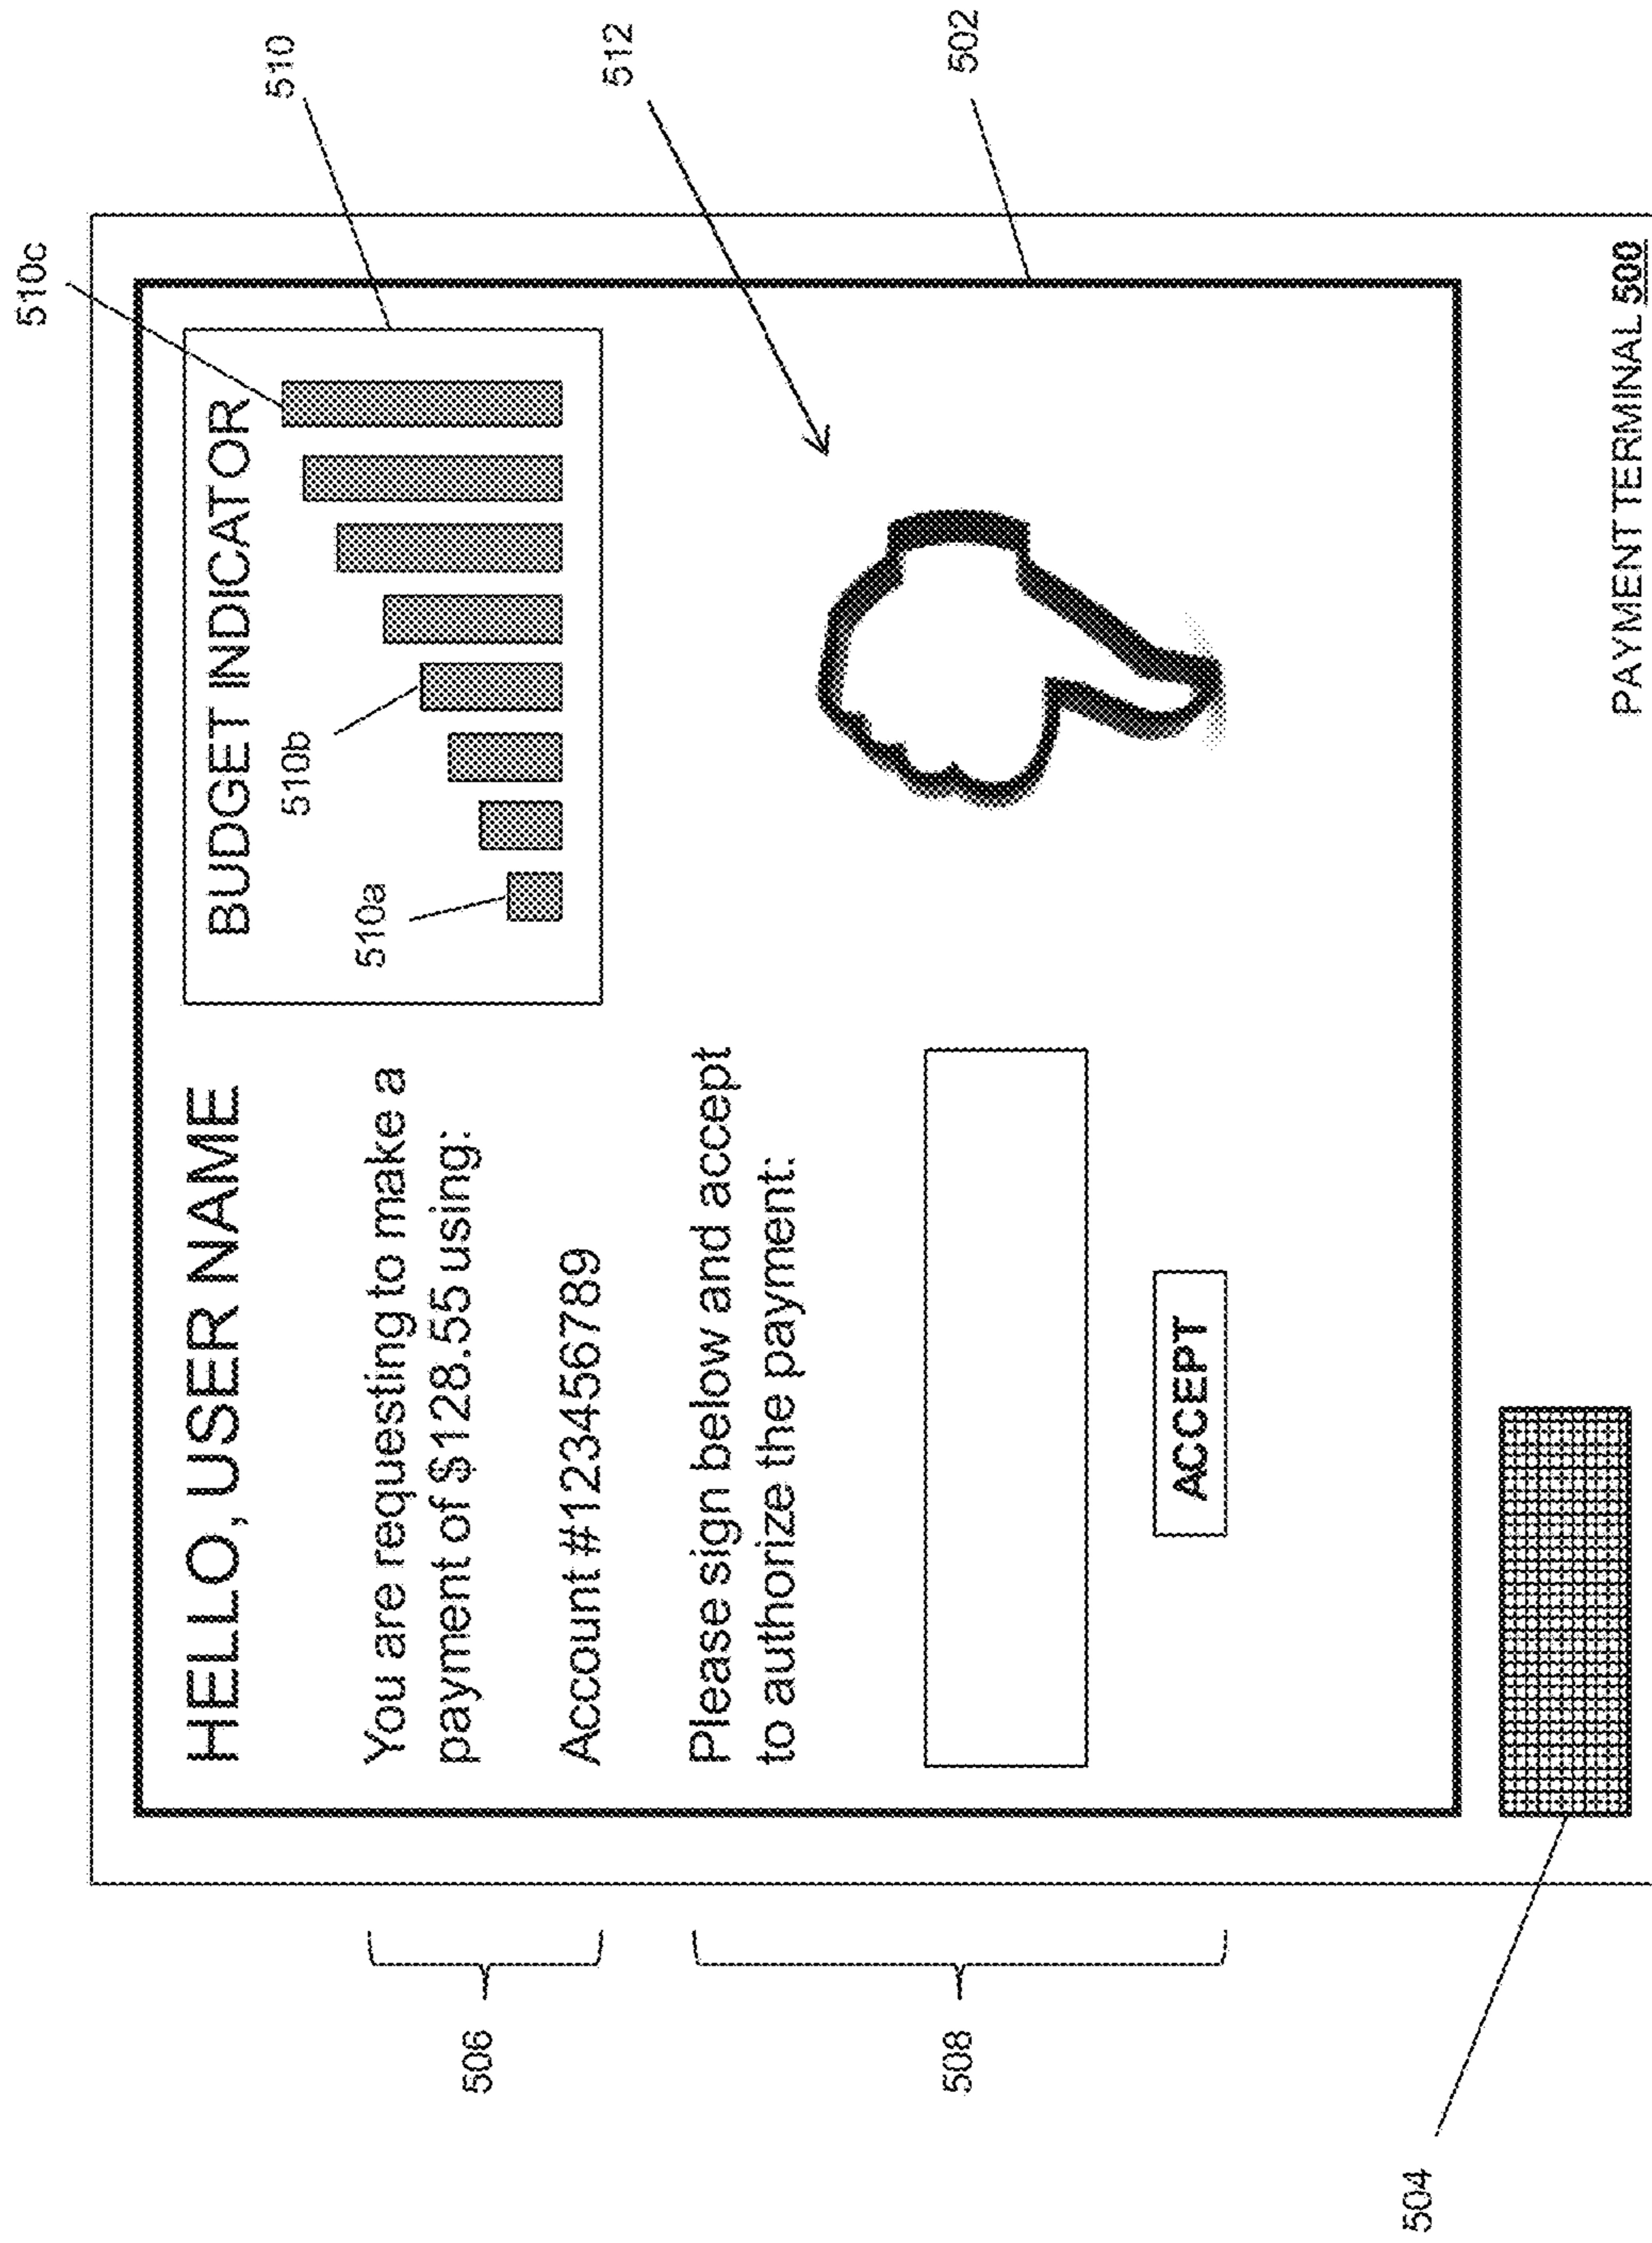 510c
510
HELLO, USER NAME
BUDGET INDICATOR
510b
510a
512
506
You are requesting to make a
payment of $128.55 using:
Account #123456789
508
Please sign below and accept
to authorize the payment:
ACCEPT
502
504
PAYMENT TERMINAL 500